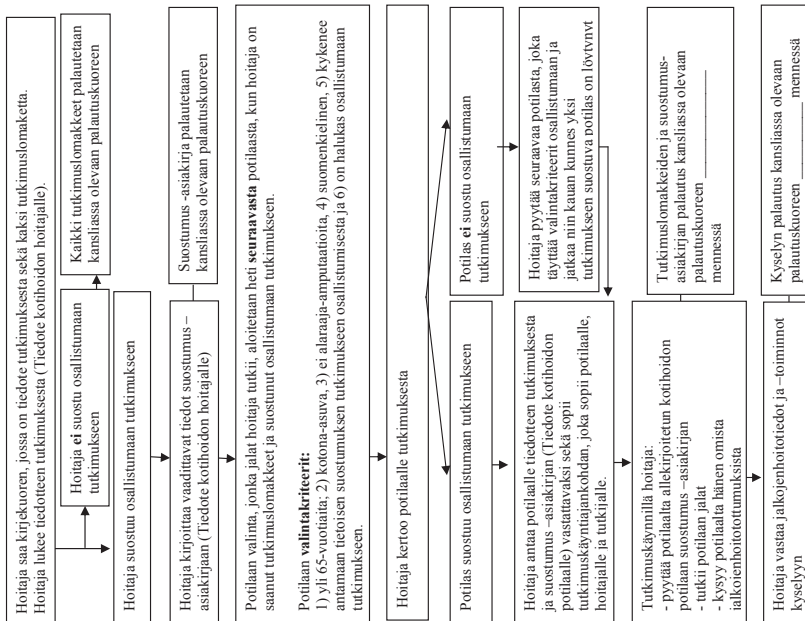 Hoitaja saa kirjekuoren, jossa on tiedote tutkimuksesta sekä kaksi tutkimuslomaketta.
Hoitaja lukee tiedotteen tutkimuksesta (Tiedote kotihoidon hoitajalle).
Hoitaja ei suostu osallistumaan
tutkimukseen
Kaikki tutkimuslomakkeet palautetaan
kansliassa olevaan palautuskuoreen
Hoitaja suostuu osallistumaan tutkimukseen
Hoitaja kirjoittaa vaadittavat tiedot suostumus –
asiakirjaan (Tiedote kotihoidon hoitajalle)
Suostumus -asiakirja palautetaan
kansliassa olevaan palautuskuoreen
Potilaan valinta, jonka jalat hoitaja tutkii, aloitetaan heti seuraavasta potilaasta, kun hoitaja on
saanut tutkimuslomakkeet ja suostunut osallistumaan tutkimukseen.
Potilaan valintakriteerit:
1) yli 65-vuotiaita; 2) kotona-asuva, 3) ei alaraaja-amputaatioita, 4) suomenkielinen, 5) kykenee
antamaan tietoisen suostumuksen tutkimukseen osallistumisesta ja 6) on halukas osallistumaan
tutkimukseen.
Hoitaja kertoo potilaalle tutkimuksesta
Potilas suostuu osallistumaan tutkimukseen
Potilas ei suostu osallistumaan
tutkimukseen
Hoitaja antaa potilaalle tiedotteen tutkimuksesta
ja suostumus –asiakirjan (Tiedote kotihoidon
potilaalle) vastattavaksi sekä sopii
tutkimuskäyntiajankohdan, joka sopii potilaalle,
hoitajalle ja tutkijalle.
Hoitaja pyytää seuraavaa potilasta, joka
täyttää valintakriteerit osallistumaan ja
jatkaa niin kauan kunnes yksi
tutkimukseen suostuva potilas on löytynyt
Tutkimuskäynnillä hoitaja:
- pyytää potilaalta allekirjoitetun kotihoidon
potilaan suostumus –asiakirjan
- tutkii potilaan jalat
- kysyy potilaalta hänen omista
jalkojenhoitotottumuksista
Tutkimuslomakkeiden ja suostumus-
asiakirjan palautus kansliassa olevaan
palautuskuoreen ____________________
mennessä
Hoitaja vastaa jalkojenhoitotiedot ja –toiminnot
kyselyyn
Kyselyn palautus kansliassa olevaan
palautuskuoreen ____________ mennessä